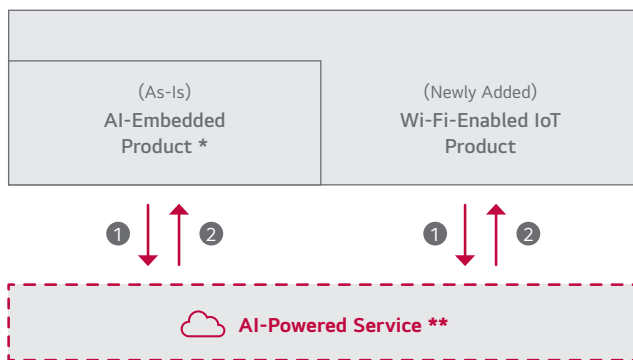 (As-Is)
AI-Embedded
Product *
(Newly Added)
Wi-Fi-Enabled IoT
Product
1
2
1
2
AI-Powered Service **